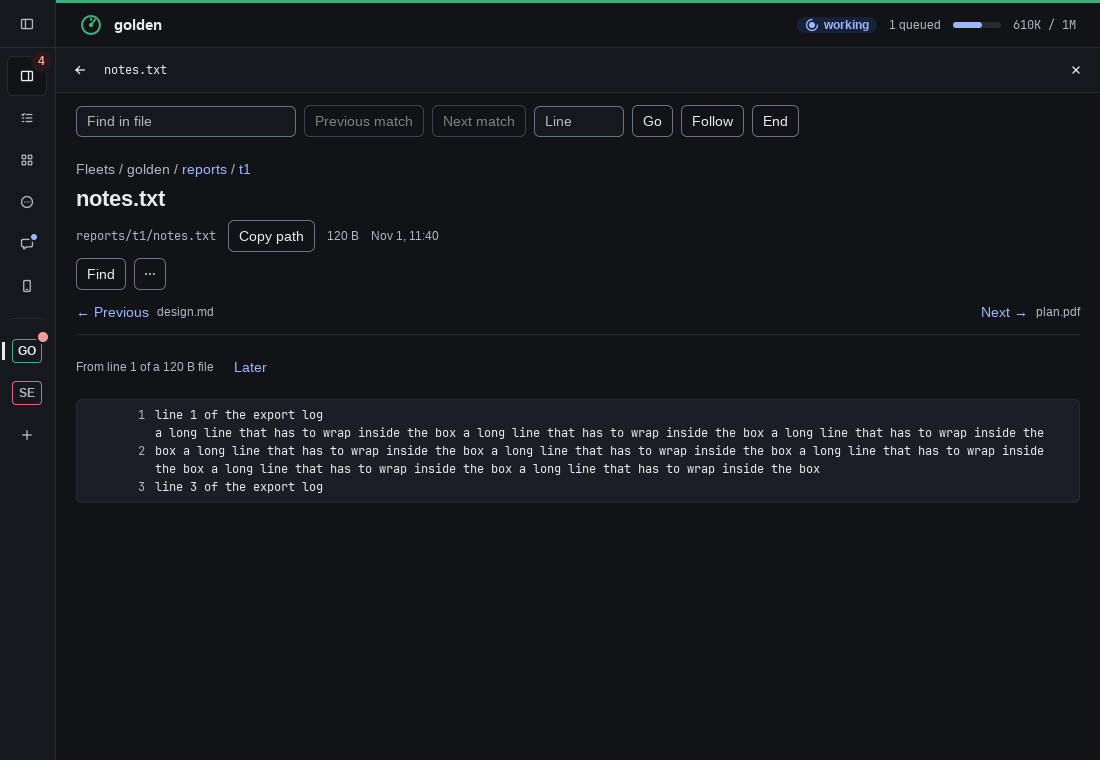 golden
working
1 queued
610K / 1M
4
notes.txt
Find in file
Previous match
Next match
Line
Go
Follow
End
Fleets / golden / reports / t1
notes.txt
reports/t1/notes.txt
Copy path
120 B
Nov 1, 11:40
Find
...
← Previous design.md
Next → plan.pdf
GO
From line 1 of a 120 B file
Later
SE
1 line 1 of the export log
a long line that has to wrap inside the box a long line that has to wrap inside the box a long line that has to wrap inside the
2 box a long line that has to wrap inside the box a long line that has to wrap inside the box a long line that has to wrap inside
the box a long line that has to wrap inside the box a long line that has to wrap inside the box
3 line 3 of the export log